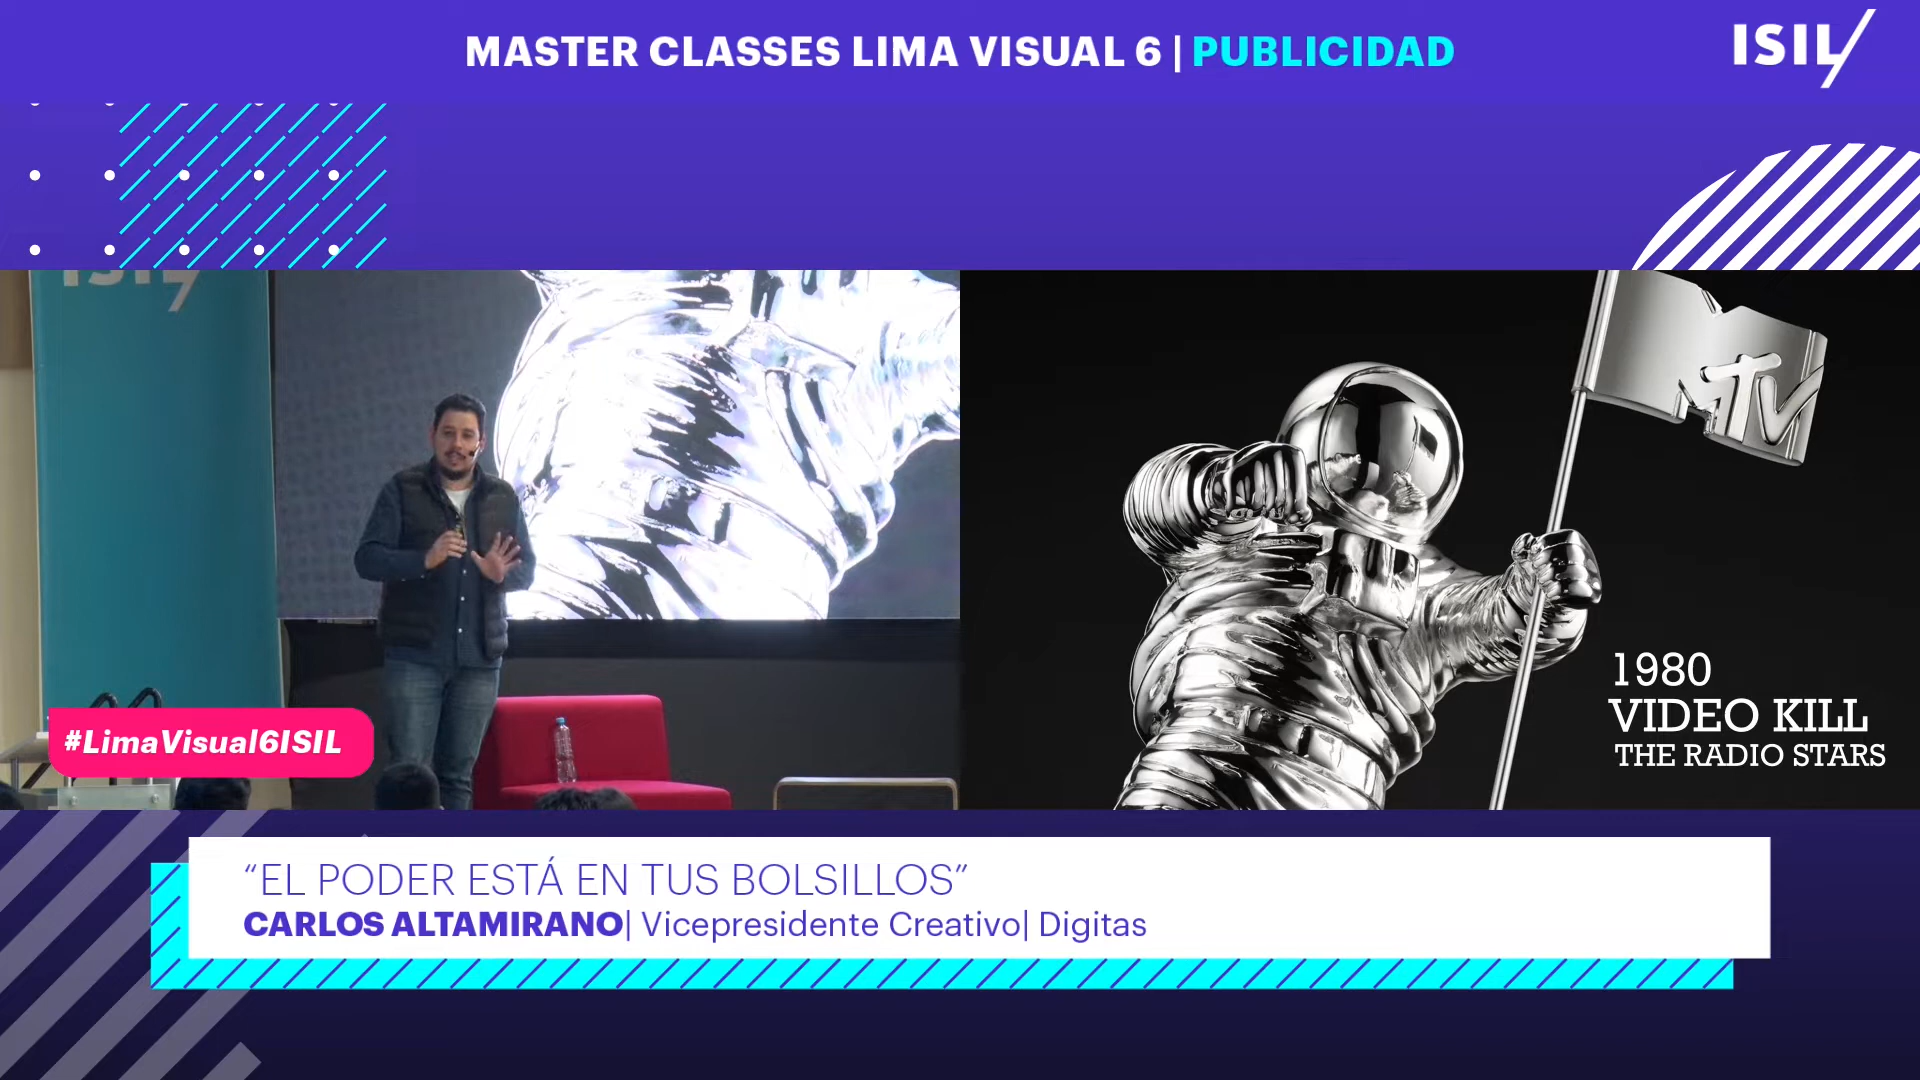 MASTER CLASSES LIMA VISUAL 6 | PUBLICIDAD
ISIL
ISIL
MTV
1980
VIDEO KILL
THE RADIO STARS
#LimaVisual6ISIL
“EL PODER ESTÁ EN TUS BOLSILLOS”
CARLOS ALTAMIRANO| Vicepresidente Creativo| Digitas